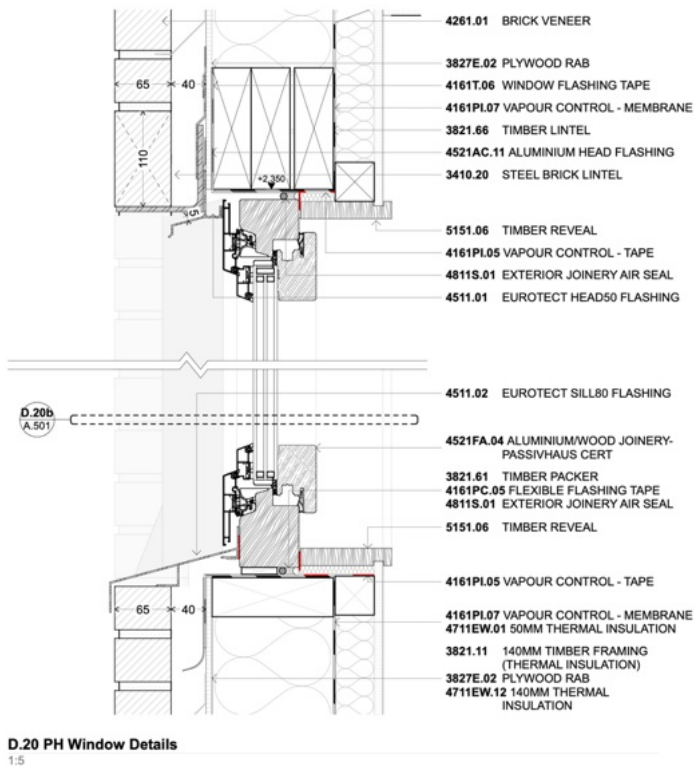 4261.01 BRICK VENEER
3827E.02 PLYWOOD RAB
65
40
4161T.06 WINDOW FLASHING TAPE
4161PI.07 VAPOUR CONTROL - MEMBRANE
3821.66 TIMBER LINTEL
110
4521AC.11 ALUMINIUM HEAD FLASHING
+2,350
3410.20 STEEL BRICK LINTEL
5
5151.06 TIMBER REVEAL
4161PI.05 VAPOUR CONTROL - TAPE
4811S.01 EXTERIOR JOINERY AIR SEAL
4511.01 EUROTECT HEAD50 FLASHING
4511.02 EUROTECT SILL80 FLASHING
D.20b
A.501
4521FA.04 ALUMINIUM/WOOD JOINERY-
PASSIVHAUS CERT
3821.61 TIMBER PACKER
4161PC.05 FLEXIBLE FLASHING TAPE
4811S.01 EXTERIOR JOINERY AIR SEAL
5151.06 TIMBER REVEAL
4161PI.05 VAPOUR CONTROL - TAPE
65
40
4161PI.07 VAPOUR CONTROL - MEMBRANE
4711EW.01 50MM THERMAL INSULATION
3821.11 140MM TIMBER FRAMING
(THERMAL INSULATION)
3827E.02 PLYWOOD RAB
4711EW.12 140MM THERMAL
INSULATION
D.20 PH Window Details
1:5